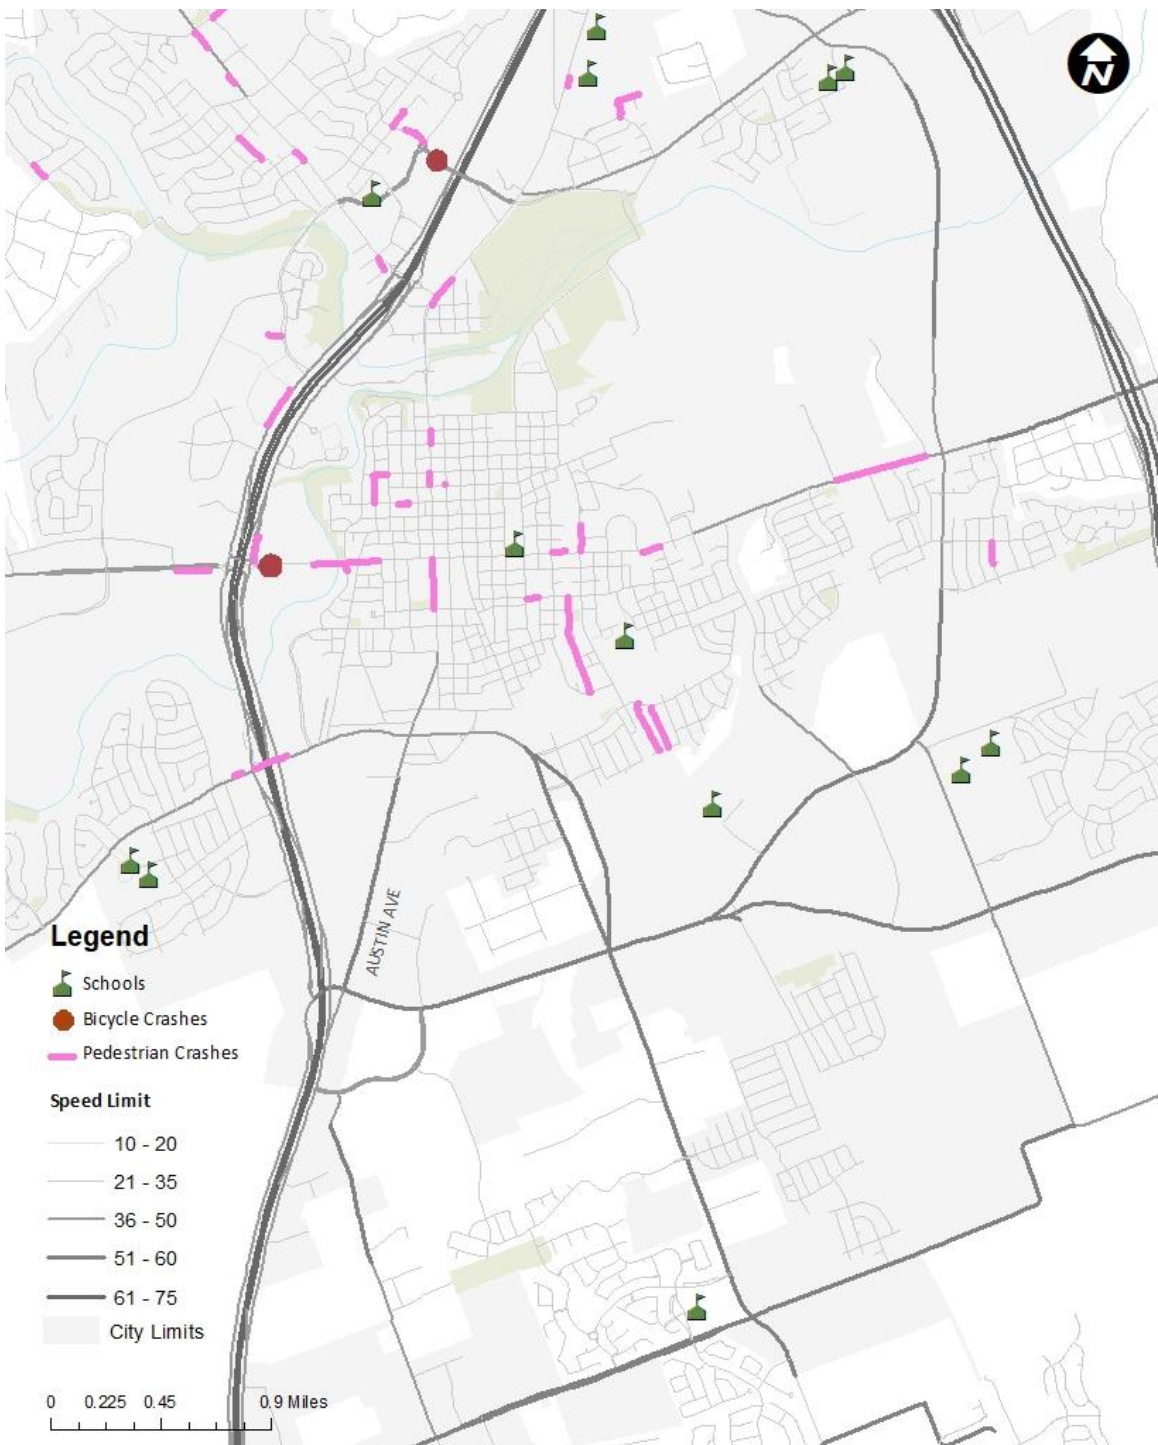 N
AUSTIN AVE
Legend
Schools
Bicycle Crashes
Pedestrian Crashes
Speed Limit
10 - 20
21 - 35
36 - 50
51 - 60
61 - 75
City Limits
0 0.225 0.45 0.9 Miles